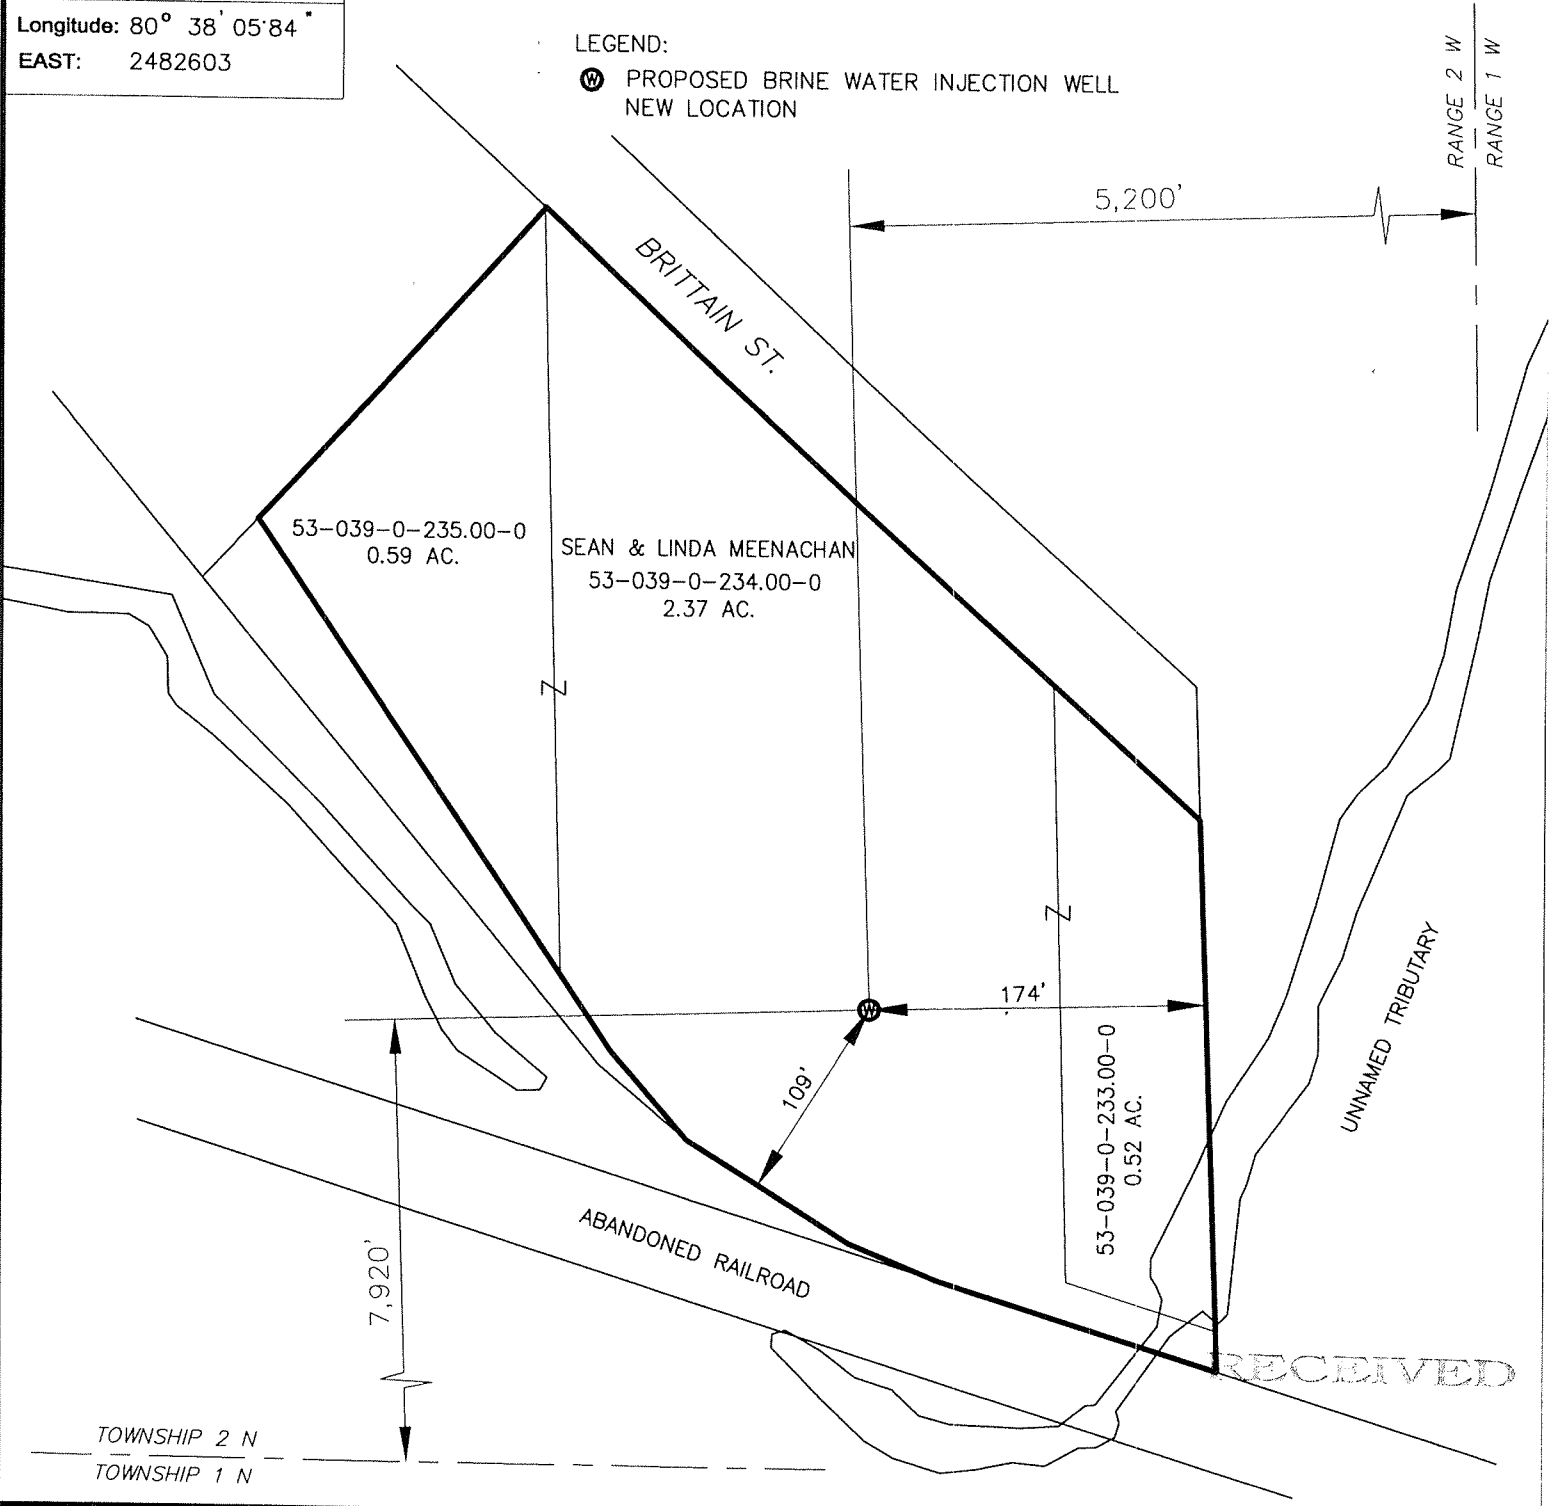 Longitude: 80° 38' 05.84"
EAST: 2482603
LEGEND:
W PROPOSED BRINE WATER INJECTION WELL
NEW LOCATION
RANGE 2 W
RANGE 1 W
5,200'
BRITTAIN ST.
53-039-0-235.00-0
0.59 AC.
SEAN & LINDA MEENACHAN
53-039-0-234.00-0
2.37 AC.
Z
Z
W
174'
109'
53-039-0-233.00-0
0.52 AC.
UNNAMED TRIBUTARY
ABANDONED RAILROAD
7,920'
RECEIVED
TOWNSHIP 2 N
TOWNSHIP 1 N